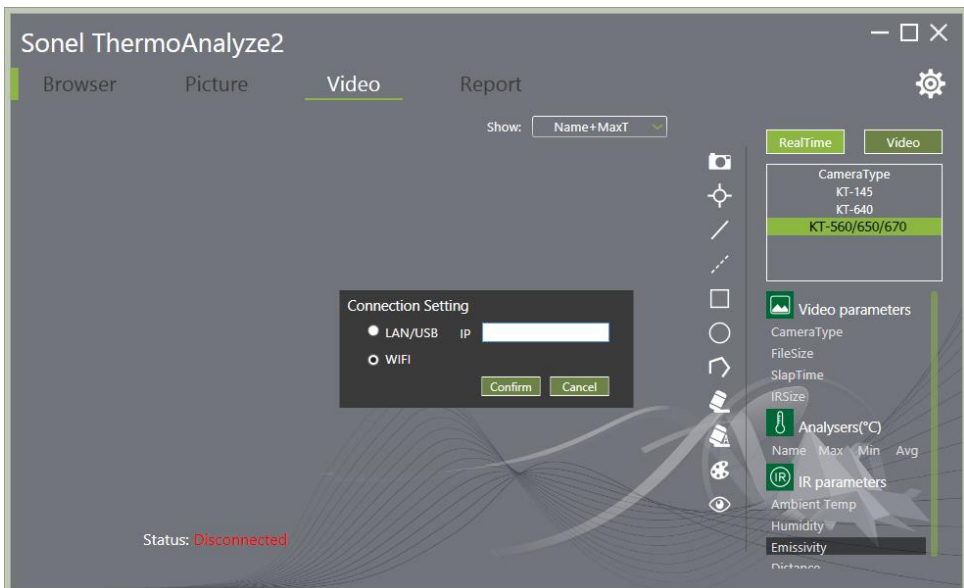 Sonel ThermoAnalyze2
Browser Picture Video Report
Show: Name+MaxT
RealTime Video
CameraType
KT-145
KT-640
KT-560/650/670
Connection Setting
LAN/USB IP
WIFI
Confirm Cancel
Video parameters
CameraType
FileSize
SlapTime
IRSize
Analysers(°C)
Name Max Min Avg
IR
IR parameters
Ambient Temp
Humidity
Emissivity
Distance
A
Status: Disconnected